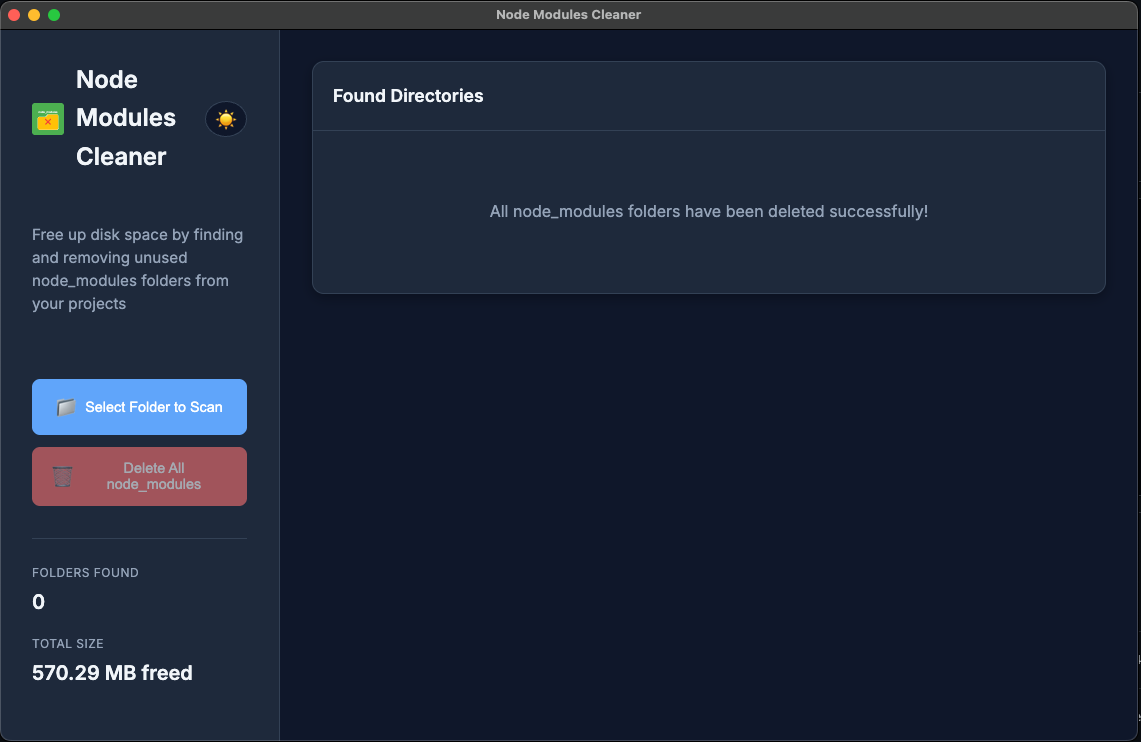 Node Modules Cleaner
Node
Modules
Cleaner
Free up disk space by finding
and removing unused
node_modules folders from
your projects
Select Folder to Scan
Delete All
node_modules
FOLDERS FOUND
0
TOTAL SIZE
570.29 MB freed
Found Directories
All node_modules folders have been deleted successfully!